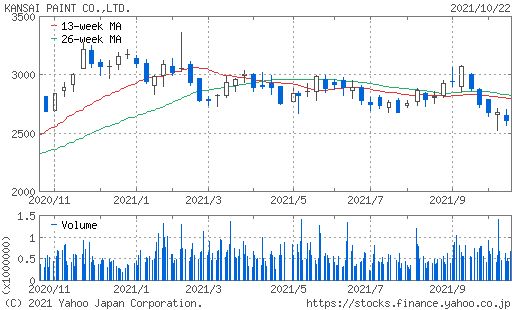 KANSAI PAINT CO.,LTD. 2021/10/22
3500
13-week MA
26-week MA
3000
2500
2000
2020/11 2021/1 2021/3 2021/5 2021/7 2021/9
1.5
Volume
1
0.5
0
(x1000000)
2020/11 2021/1 2021/3 2021/5 2021/7 2021/9
(C) 2021 Yahoo Japan Corporation. https://stocks.finance.yahoo.co.jp/